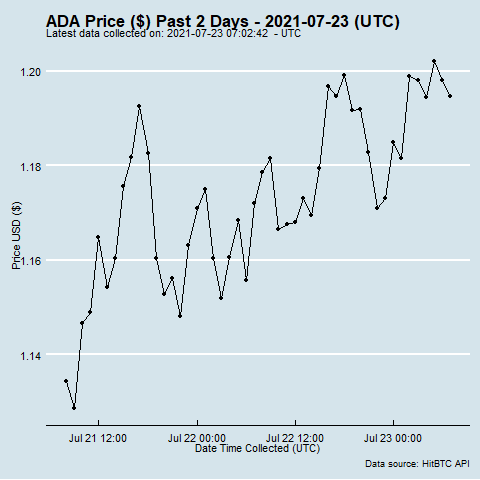 ADA Price ($) Past 2 Days - 2021-07-23 (UTC)
Latest data collected on: 2021-07-23 07:02:42 - UTC
1.20
1.18
1.16
1.14
Price USD ($)
Jul 21 12:00 Jul 22 00:00 Jul 22 12:00 Jul 23 00:00
Date Time Collected (UTC)
Data source: HitBTC API